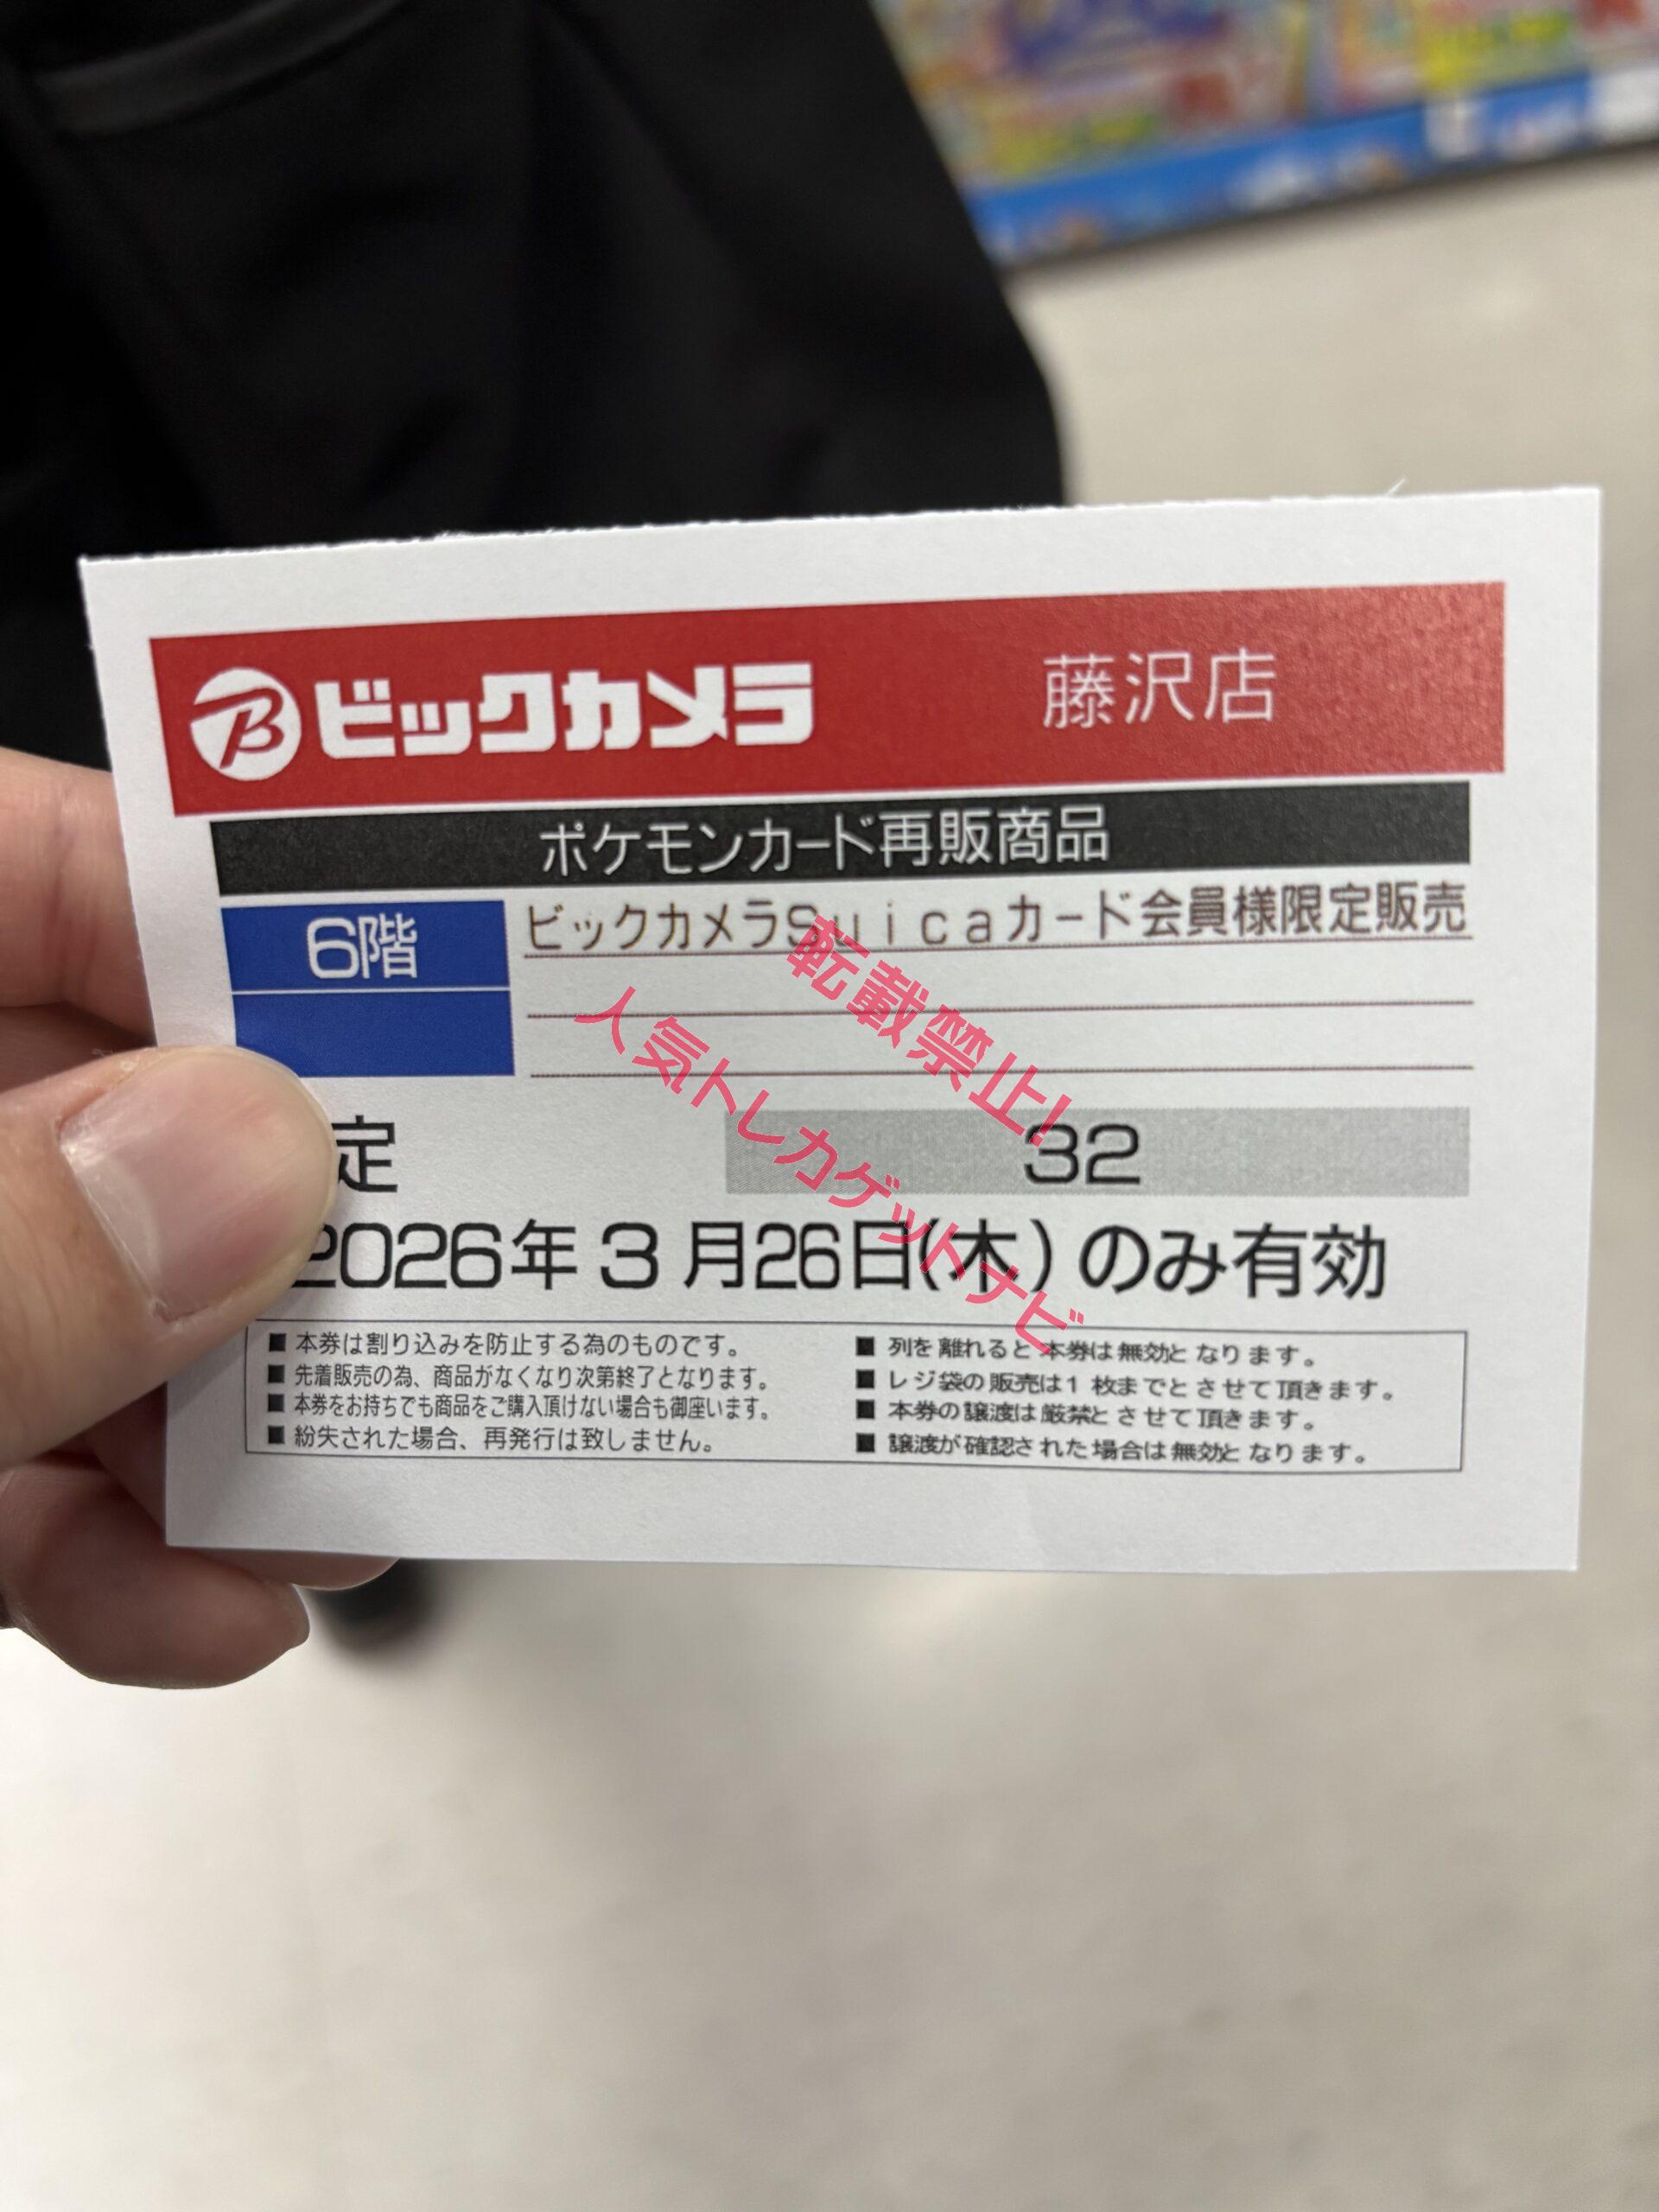 ビックカメラ 藤沢店
ポケモンカード再販商品
6階 ビックカメラSuicaカード会員様限定販売
定 32
2026年3月26日(木)のみ有効
■ 本券は割り込みを防止する為のものです。
■ 先着販売の為、商品がなくなり次第終了となります。
■ 本券をお持ちでも商品をご購入頂けない場合も御座います。
■ 紛失された場合、再発行は致しません。
■ 列を離れると本券は無効となります。
■ レジ袋の販売は1枚までとさせて頂きます。
■ 本券の譲渡は厳禁とさせて頂きます。
■ 譲渡が確認された場合は無効となります。
転載禁止!
人気トレカゲットナビ